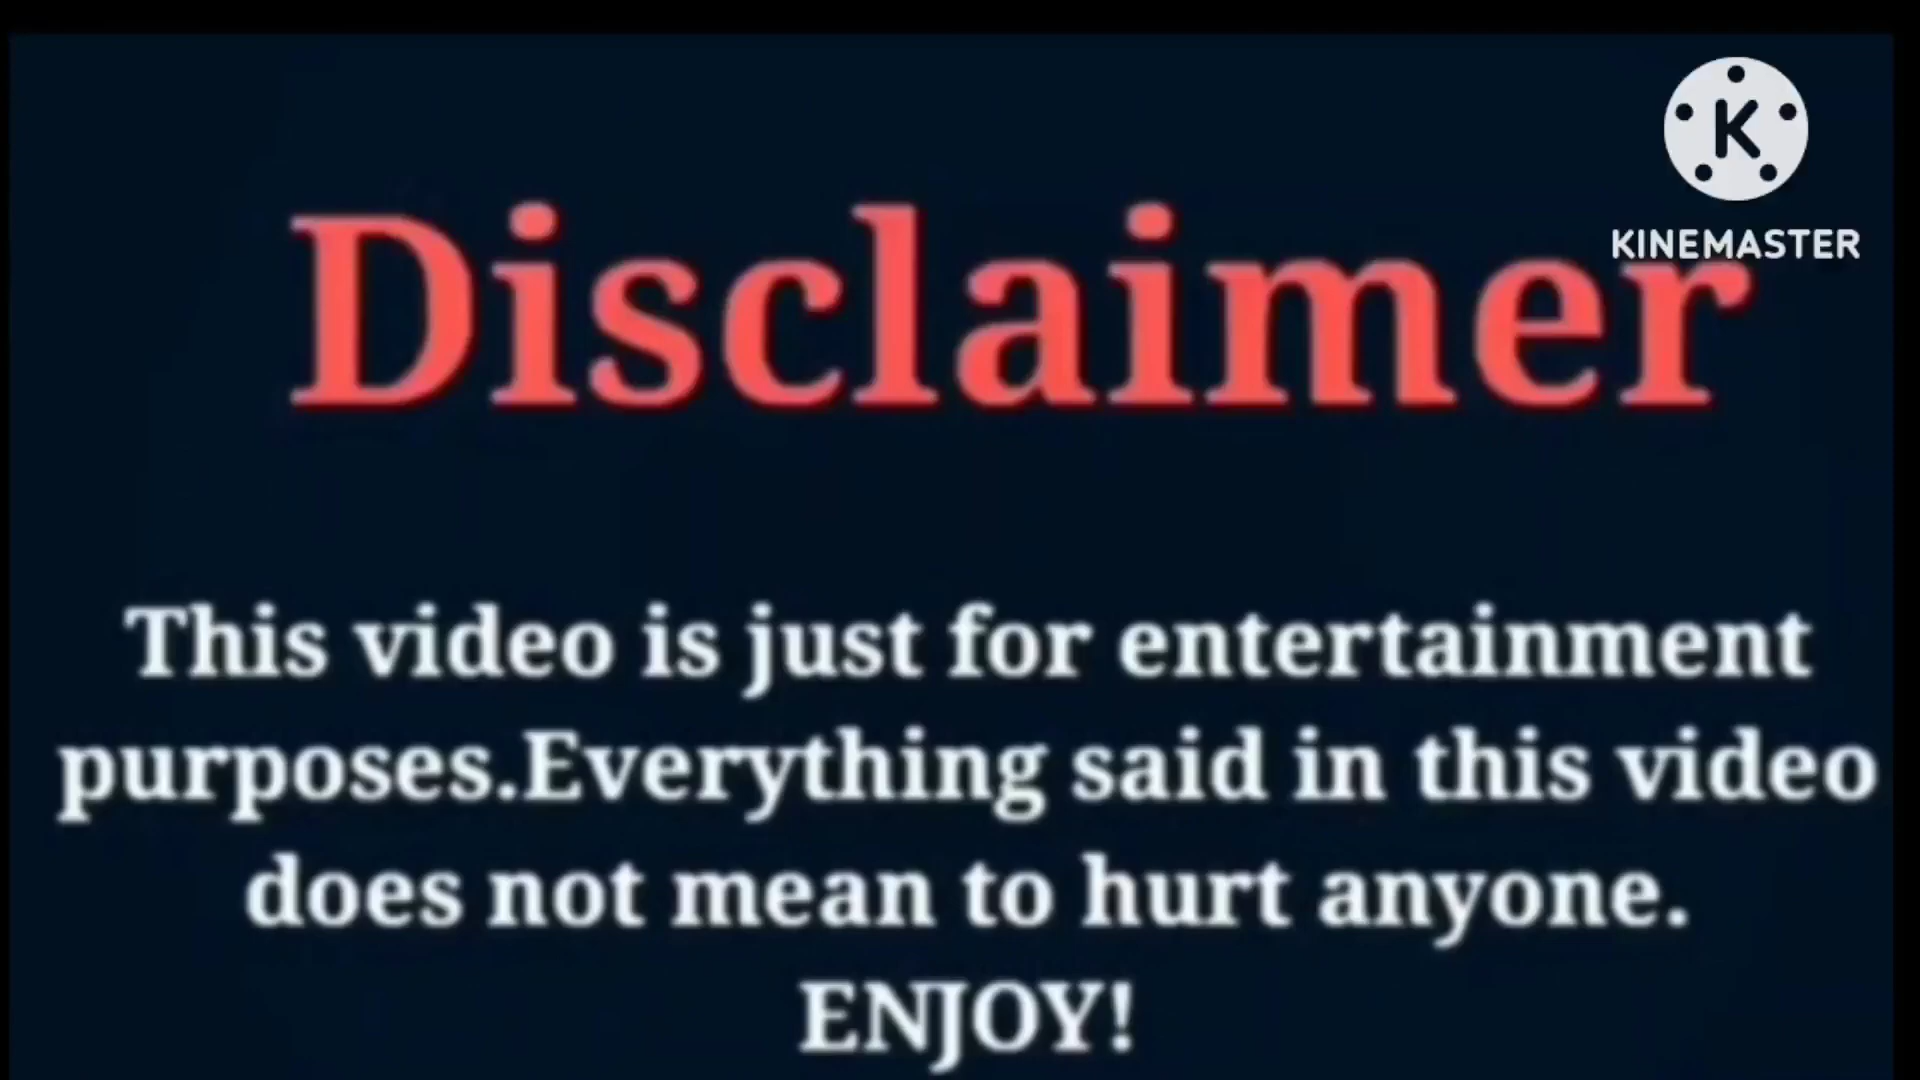 K
KINEMASTER
Disclaimer
This video is just for entertainment
purposes.Everything said in this video
does not mean to hurt anyone.
ENJOY!